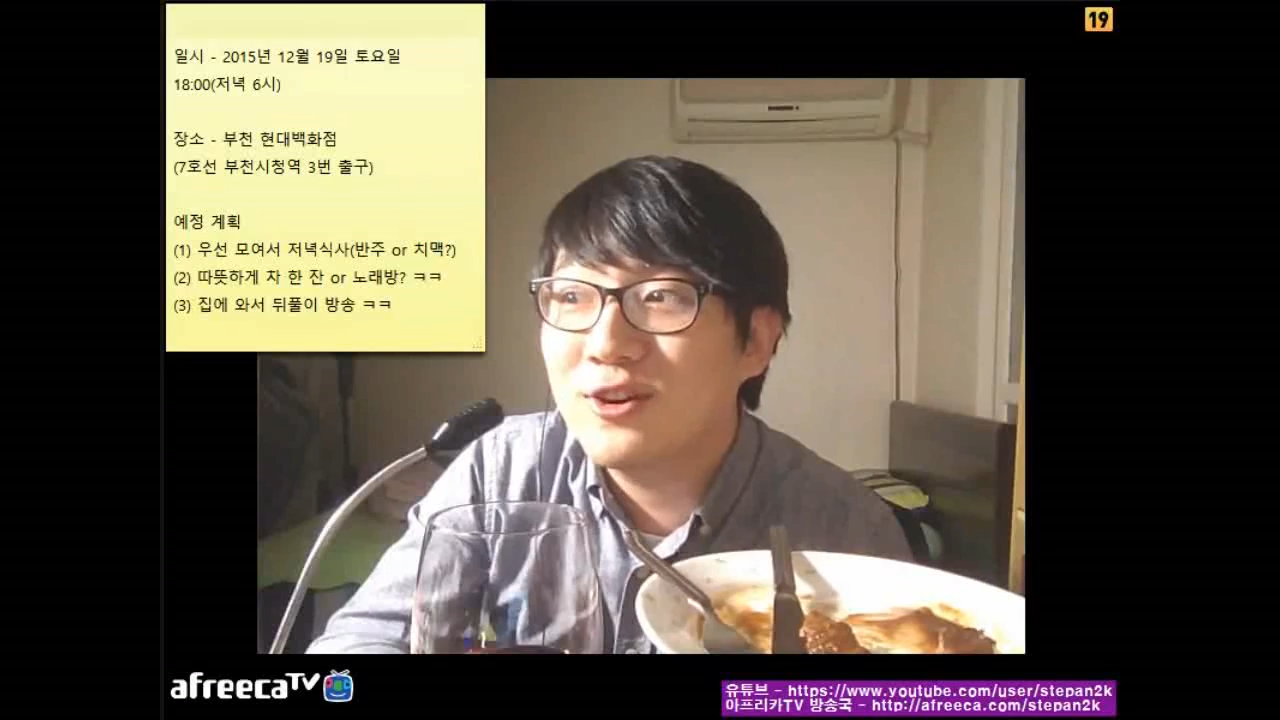 일시 - 2015년 12월 19일 토요일
18:00(저녁 6시)
장소 - 부천 현대백화점
(7호선 부천시청역 3번 출구)
예정 계획
(1) 우선 모여서 저녁식사(반주 or 치맥?)
(2) 따뜻하게 차 한 잔 or 노래방? ㅋㅋ
(3) 집에 와서 뒤풀이 방송 ㅋㅋ
19
afreecaTV
유튜브 - https://www.youtube.com/user/stepan2k
아프리카TV 방송국 - http://afreeca.com/stepan2k